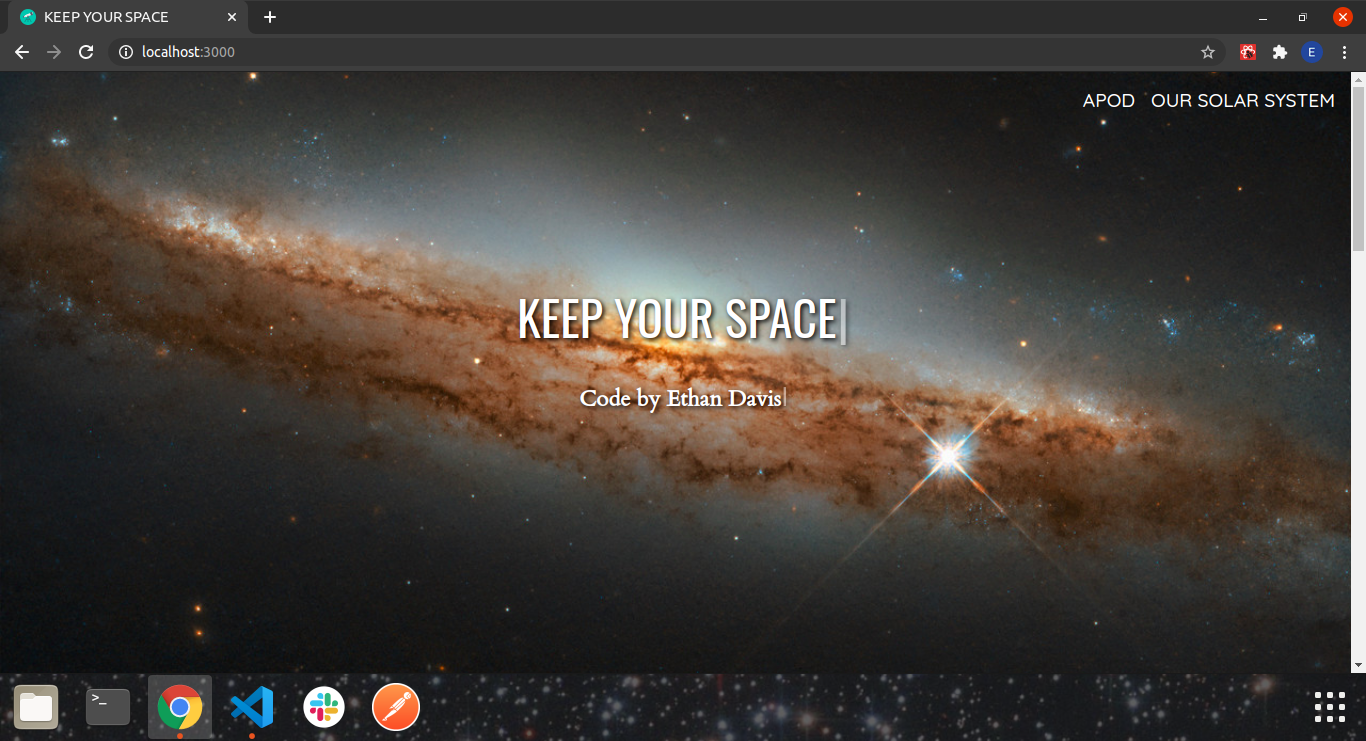 KEEP YOUR SPACE
localhost:3000
E
APOD OUR SOLAR SYSTEM
KEEP YOUR SPACE|
Code by Ethan Davis|
>_